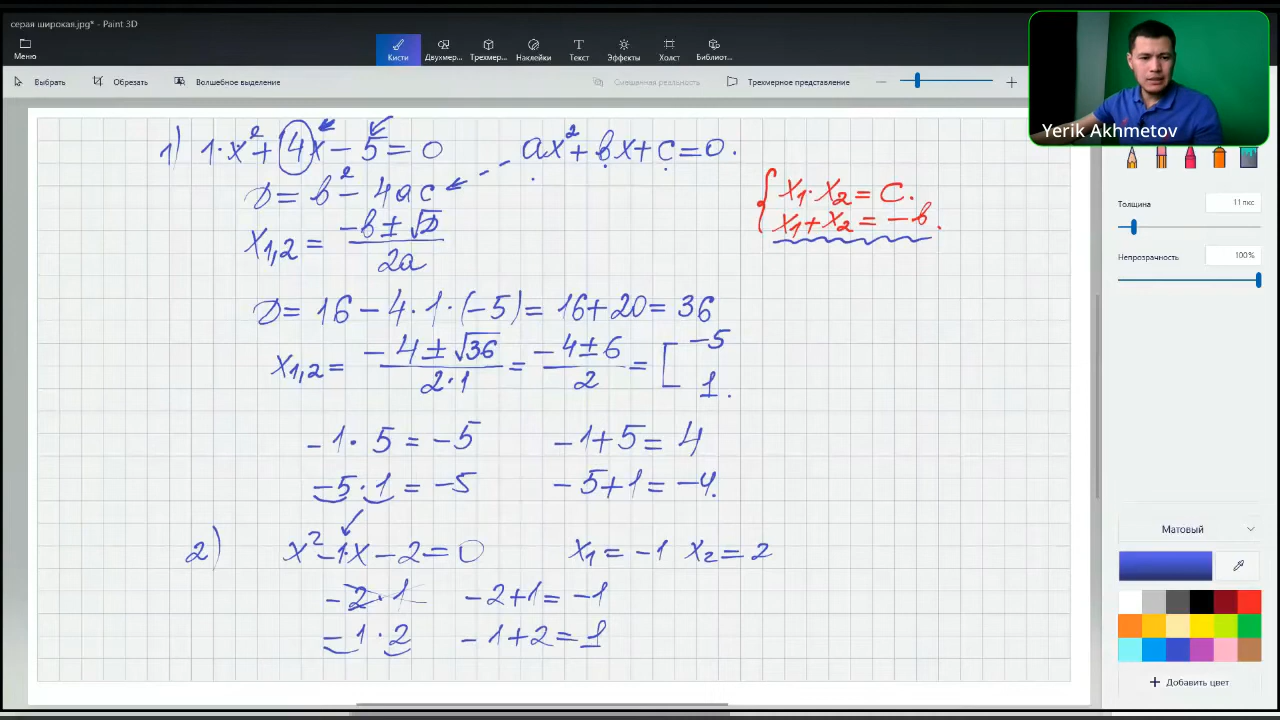 серая широкая.jpg* - Paint 3D
Меню
Кисти
Двухмер...
Трехмер...
Наклейки
Текст
Эффекты
Холст
Библиот...
Выбрать
Обрезать
Волшебное выделение
Смешанная реальность
Трехмерное представление
Yerik Akhmetov
1) 1·x² + 4x − 5 = 0
ax² + bx + c = 0.
D = b² − 4ac
x₁·x₂ = c.
x₁+x₂ = −b.
x₁,₂ = (−b ± √D)/(2a)
D = 16 − 4·1·(−5) = 16+20 = 36
x₁,₂ = (−4 ± √36)/(2·1) = (−4 ± 6)/2 = [ −5
1.
−1·5 = −5
−1+5 = 4
−5·1 = −5
−5+1 = −4.
2) x² − 1·x − 2 = 0
x₁ = −1 x₂ = 2
−2·1
−2+1 = −1
−1·2
−1+2 = 1
Толщина
11 пкс
Непрозрачность
100%
Матовый
Добавить цвет